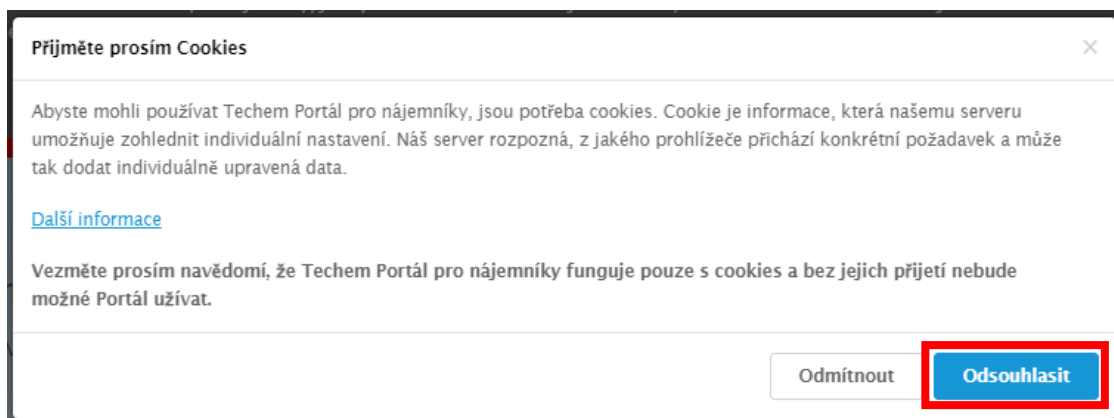 Přijměte prosím Cookies
Abyste mohli používat Techem Portál pro nájemníky, jsou potřeba cookies. Cookie je informace, která našemu serveru
umožňuje zohlednit individuální nastavení. Náš server rozpozná, z jakého prohlížeče přichází konkrétní požadavek a může
tak dodat individuálně upravená data.
Další informace
Vezměte prosím navědomí, že Techem Portál pro nájemníky funguje pouze s cookies a bez jejich přijetí nebude
možné Portál užívat.
Odmítnout
Odsouhlasit